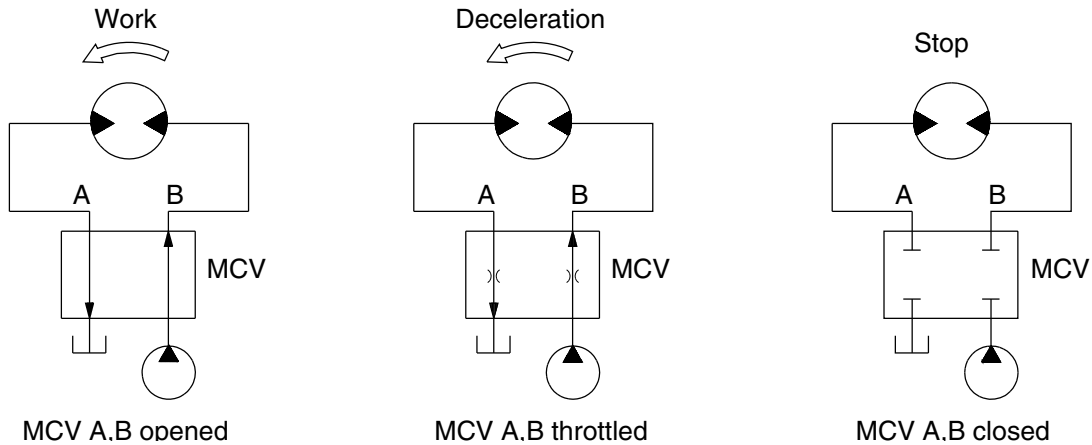 Work
A B
MCV
MCV A,B opened
Deceleration
A B
MCV
MCV A,B throttled
Stop
A B
MCV
MCV A,B closed